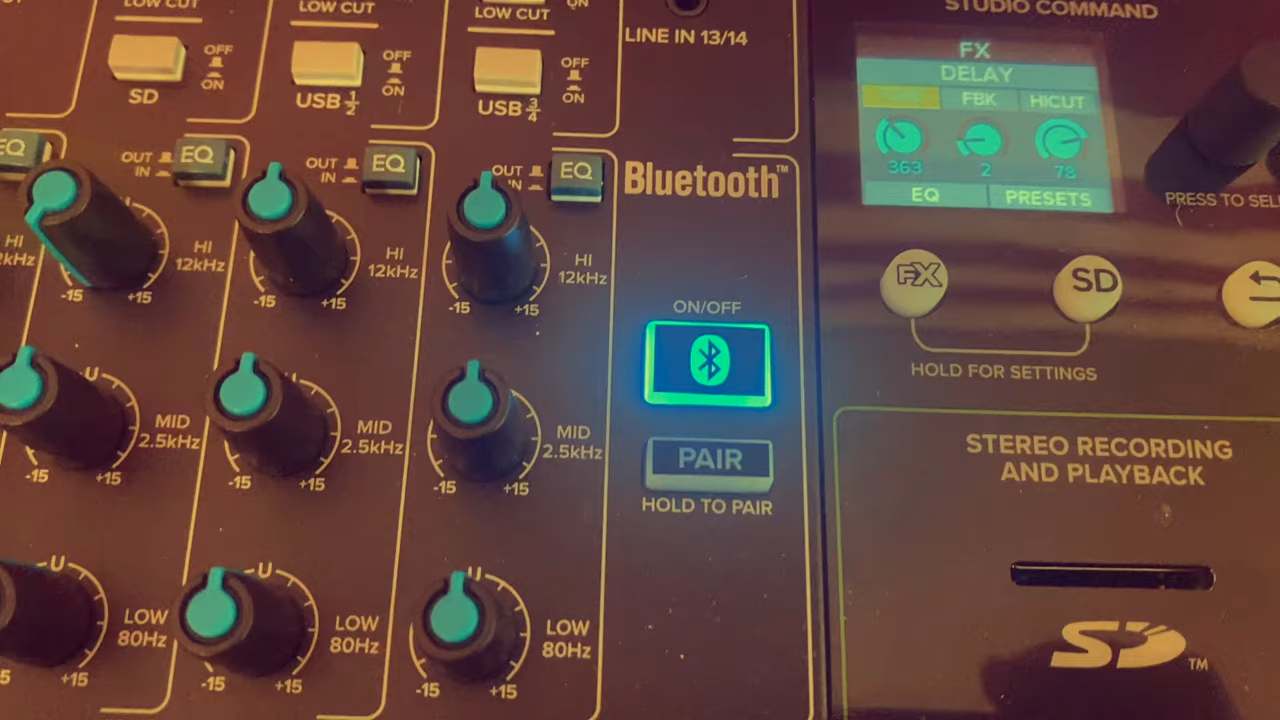 LOW CUT
LOW CUT
LOW CUT
ON
OFF
ON
SD
OFF
ON
USB 1/2
OFF
ON
USB 3/4
LINE IN 13/14
EQ
OUT
IN
EQ
OUT
IN
EQ
OUT
IN
EQ
HI
12kHz
-15
+15
HI
12kHz
-15
+15
HI
12kHz
-15
+15
U
MID
2.5kHz
-15
+15
U
MID
2.5kHz
-15
+15
MID
2.5kHz
-15
+15
U
LOW
80Hz
+15
U
LOW
80Hz
-15
+15
U
LOW
80Hz
-15
+15
Bluetooth™
ON/OFF
PAIR
HOLD TO PAIR
STUDIO COMMAND
FX
DELAY
FBK
HICUT
363
2
78
EQ
PRESETS
PRESS TO
FX
SD
HOLD FOR SETTINGS
STEREO RECORDING
AND PLAYBACK
SD
TM